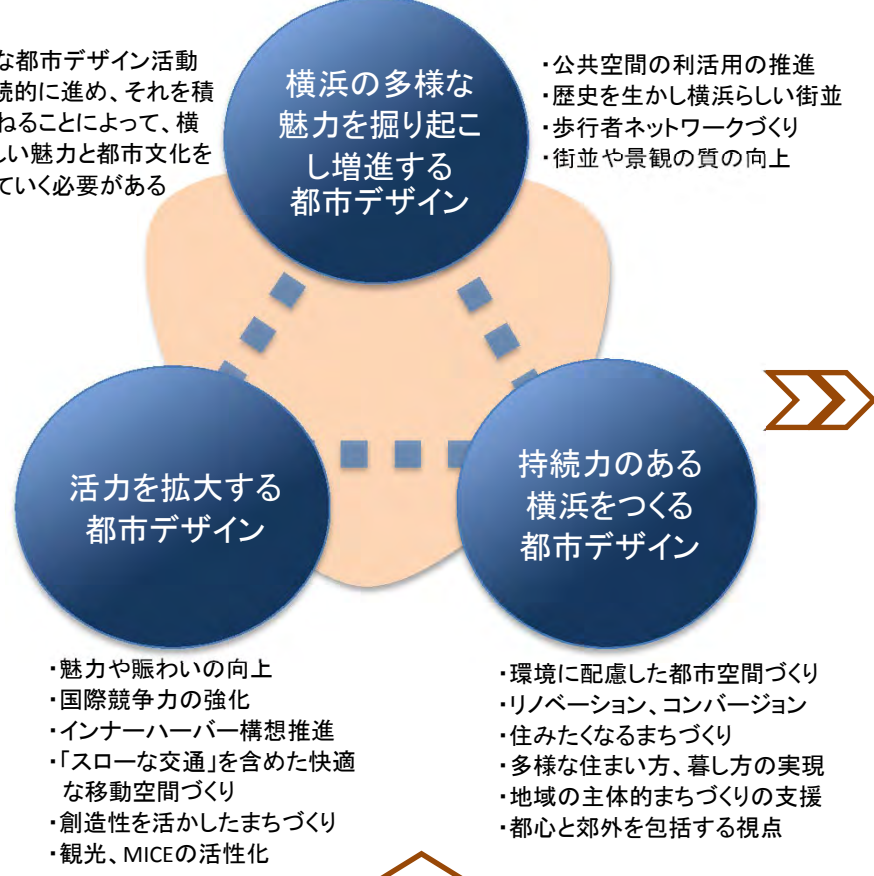 な都市デザイン活動
続的に進め、それを積
ねることによって、横
しい魅力と都市文化を
ていく必要がある
横浜の多様な
魅力を掘り起こ
し増進する
都市デザイン
・公共空間の利活用の推進
・歴史を生かし横浜らしい街並
・歩行者ネットワークづくり
・街並や景観の質の向上
活力を拡大する
都市デザイン
持続力のある
横浜をつくる
都市デザイン
・魅力や賑わいの向上
・国際競争力の強化
・インナーハーバー構想推進
・「スローな交通」を含めた快適
な移動空間づくり
・創造性を活かしたまちづくり
・観光、MICEの活性化
・環境に配慮した都市空間づくり
・リノベーション、コンバージョン
・住みたくなるまちづくり
・多様な住まい方、暮し方の実現
・地域の主体的まちづくりの支援
・都心と郊外を包括する視点